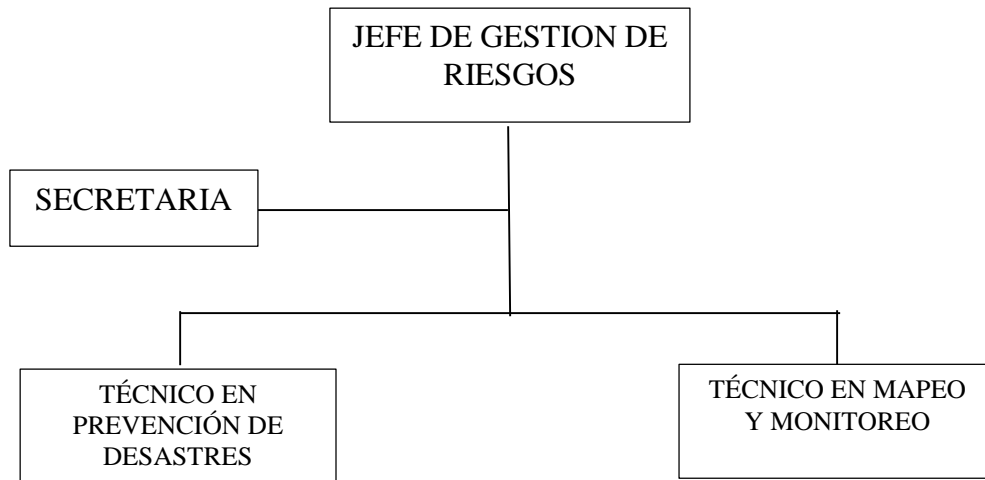 JEFE DE GESTION DE
RIESGOS
SECRETARIA
TÉCNICO EN
PREVENCIÓN DE
DESASTRES
TÉCNICO EN MAPEO
Y MONITOREO